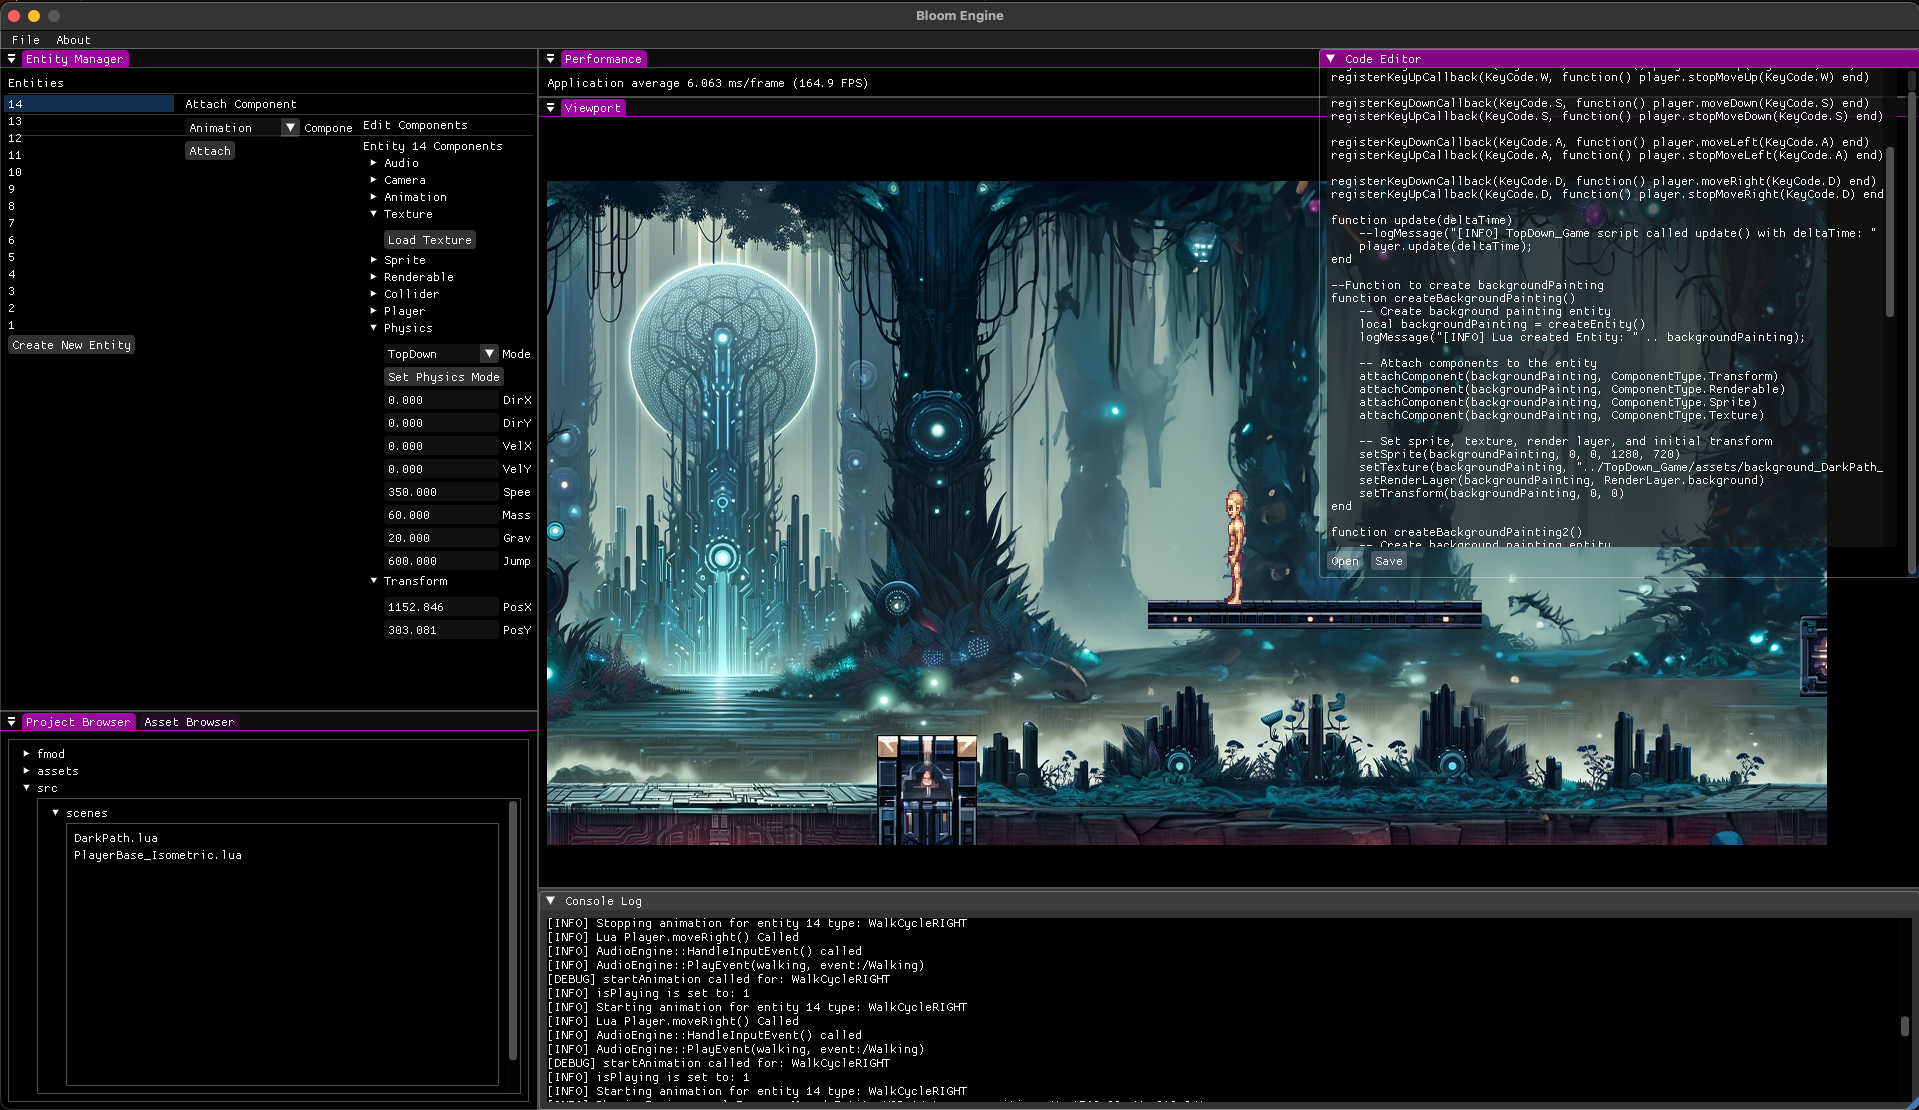 Bloom Engine
File About
Entity Manager
Entities
14
13
12
11
10
9
8
7
6
5
4
3
2
1
Create New Entity
Attach Component
Animation Compone
Attach
Edit Components
Entity 14 Components
Audio
Camera
Animation
Texture
Load Texture
Sprite
Renderable
Collider
Player
Physics
TopDown Mode
Set Physics Mode
0.000 DirX
0.000 DirY
0.000 VelX
0.000 VelY
350.000 Spee
60.000 Mass
20.000 Grav
600.000 Jump
Transform
1152.846 PosX
303.081 PosY
Project Browser Asset Browser
fmod
assets
src
scenes
DarkPath.lua
PlayerBase_Isometric.lua
Performance
Application average 6.063 ms/frame (164.9 FPS)
Viewport
Code Editor
registerKeyUpCallback(KeyCode.W, function() player.stopMoveUp(KeyCode.W) end)
registerKeyDownCallback(KeyCode.S, function() player.moveDown(KeyCode.S) end)
registerKeyUpCallback(KeyCode.S, function() player.stopMoveDown(KeyCode.S) end)
registerKeyDownCallback(KeyCode.A, function() player.moveLeft(KeyCode.A) end)
registerKeyUpCallback(KeyCode.A, function() player.stopMoveLeft(KeyCode.A) end)
registerKeyDownCallback(KeyCode.D, function() player.moveRight(KeyCode.D) end)
registerKeyUpCallback(KeyCode.D, function() player.stopMoveRight(KeyCode.D) end
function update(deltaTime)
--logMessage("[INFO] TopDown_Game script called update() with deltaTime: "
player.update(deltaTime);
end
--Function to create backgroundPainting
function createBackgroundPainting()
-- Create background painting entity
local backgroundPainting = createEntity()
logMessage("[INFO] Lua created Entity: " .. backgroundPainting);
-- Attach components to the entity
attachComponent(backgroundPainting, ComponentType.Transform)
attachComponent(backgroundPainting, ComponentType.Renderable)
attachComponent(backgroundPainting, ComponentType.Sprite)
attachComponent(backgroundPainting, ComponentType.Texture)
-- Set sprite, texture, render layer, and initial transform
setSprite(backgroundPainting, 0, 0, 1280, 720)
setTexture(backgroundPainting, "../TopDown_Game/assets/background_DarkPath_
setRenderLayer(backgroundPainting, RenderLayer.background)
setTransform(backgroundPainting, 0, 0)
end
function createBackgroundPainting2()
-- Create background painting entity
Open Save
Console Log
[INFO] Stopping animation for entity 14 type: WalkCycleRIGHT
[INFO] Lua Player.moveRight() Called
[INFO] AudioEngine::HandleInputEvent() called
[INFO] AudioEngine::PlayEvent(walking, event:/Walking)
[DEBUG] startAnimation called for: WalkCycleRIGHT
[INFO] isPlaying is set to: 1
[INFO] Starting animation for entity 14 type: WalkCycleRIGHT
[INFO] Lua Player.moveRight() Called
[INFO] AudioEngine::HandleInputEvent() called
[INFO] AudioEngine::PlayEvent(walking, event:/Walking)
[DEBUG] startAnimation called for: WalkCycleRIGHT
[INFO] isPlaying is set to: 1
[INFO] Starting animation for entity 14 type: WalkCycleRIGHT